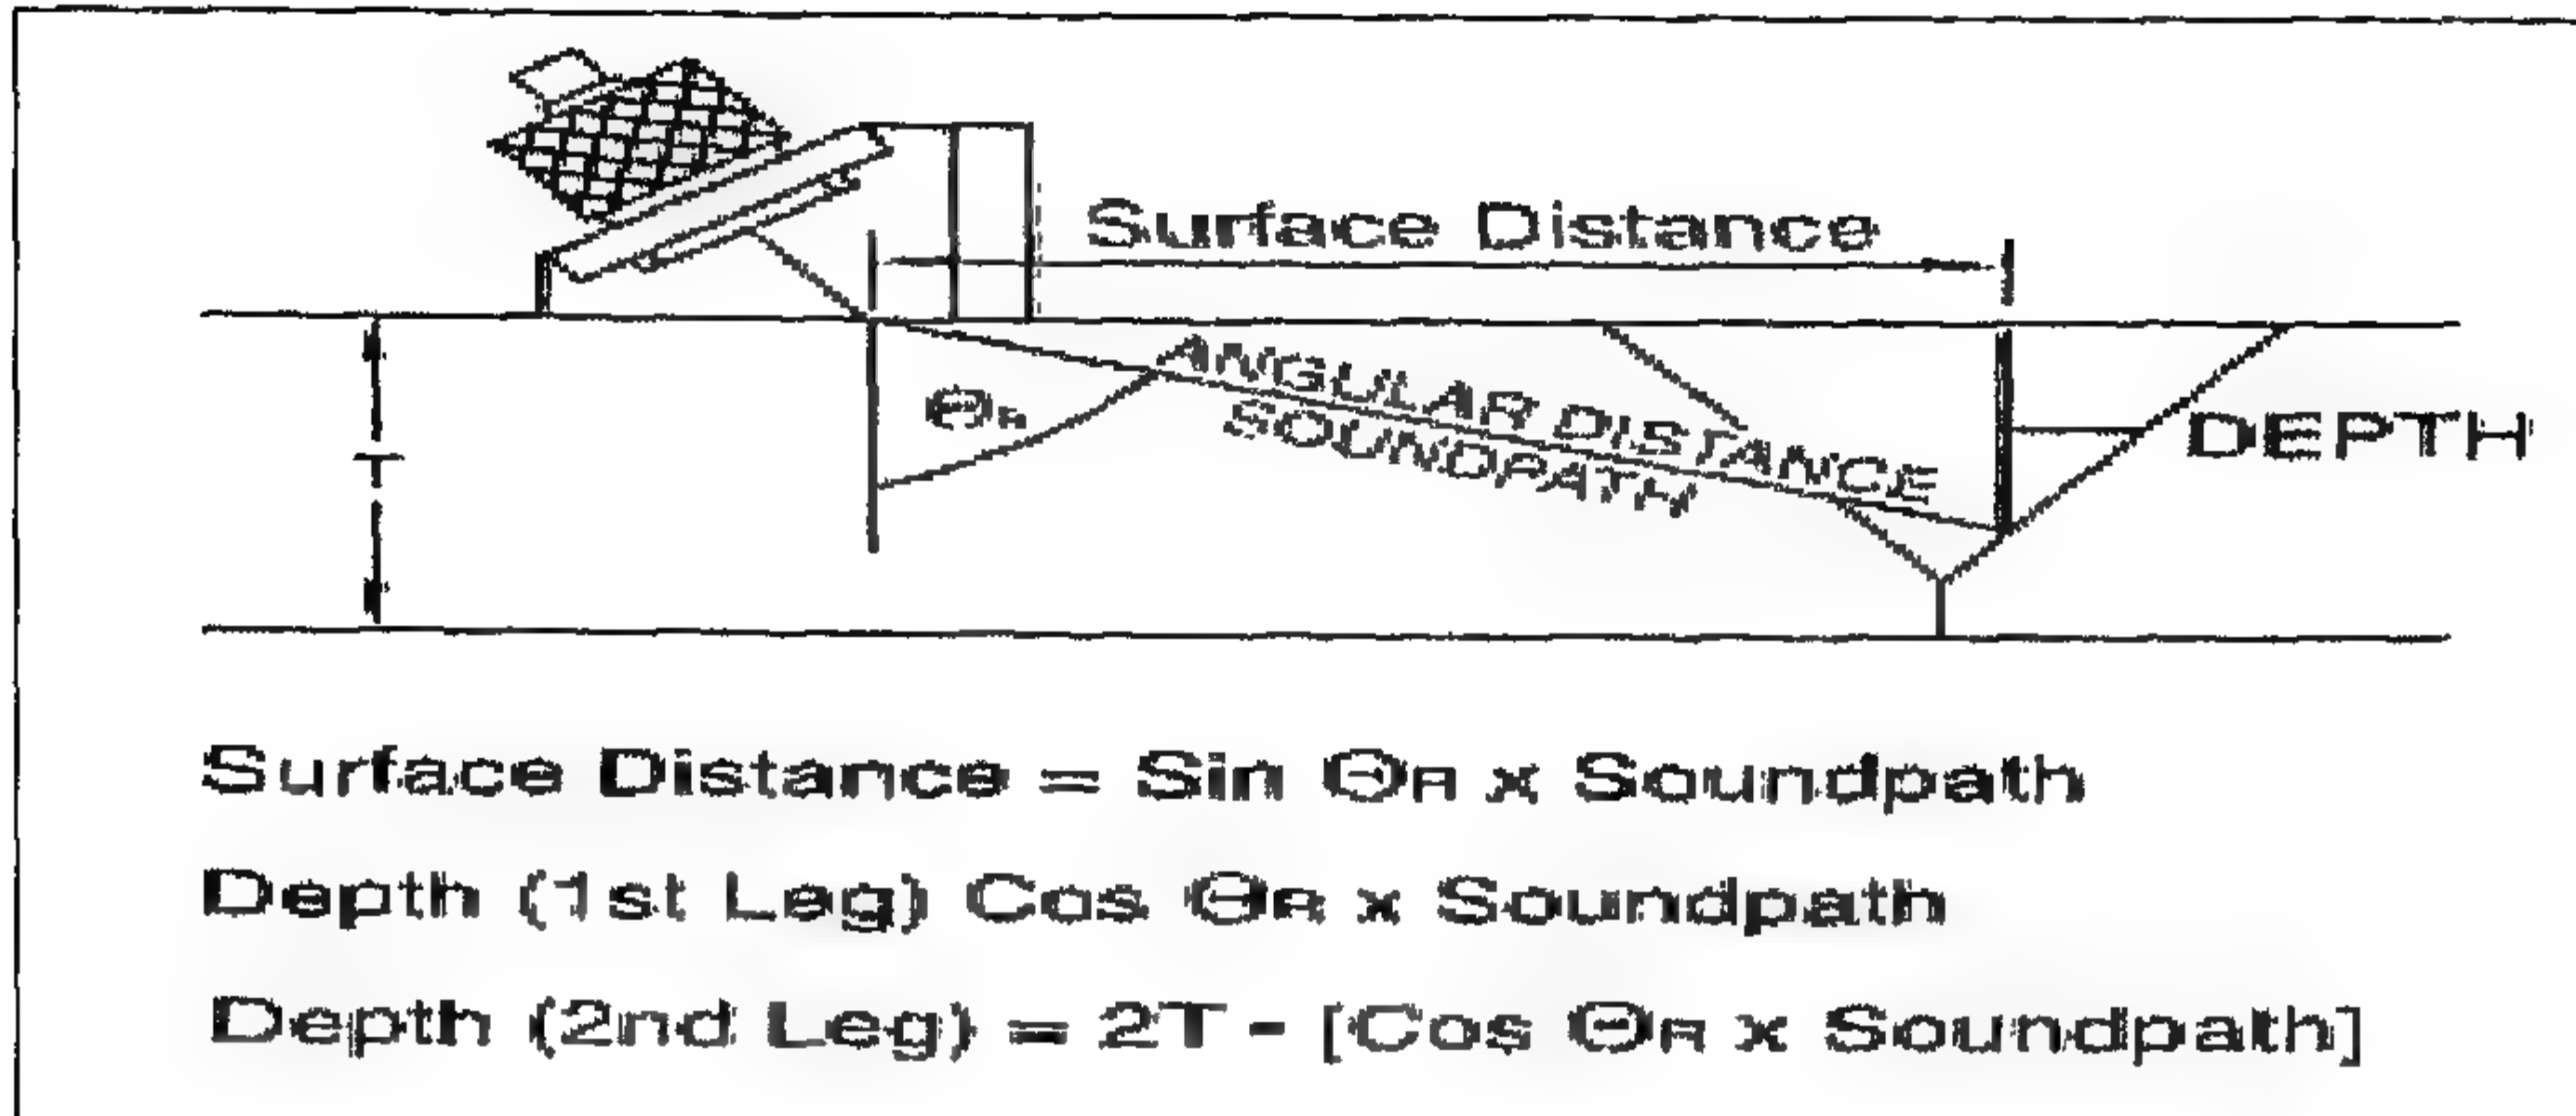 Surface Distance
ΘR
ANGULAR DISTANCE
SOUNDPATH
DEPTH
T
Surface Distance = Sin ΘR x Soundpath
Depth (1st Leg) Cos ΘR x Soundpath
Depth (2nd Leg) = 2T - [Cos ΘR x Soundpath]